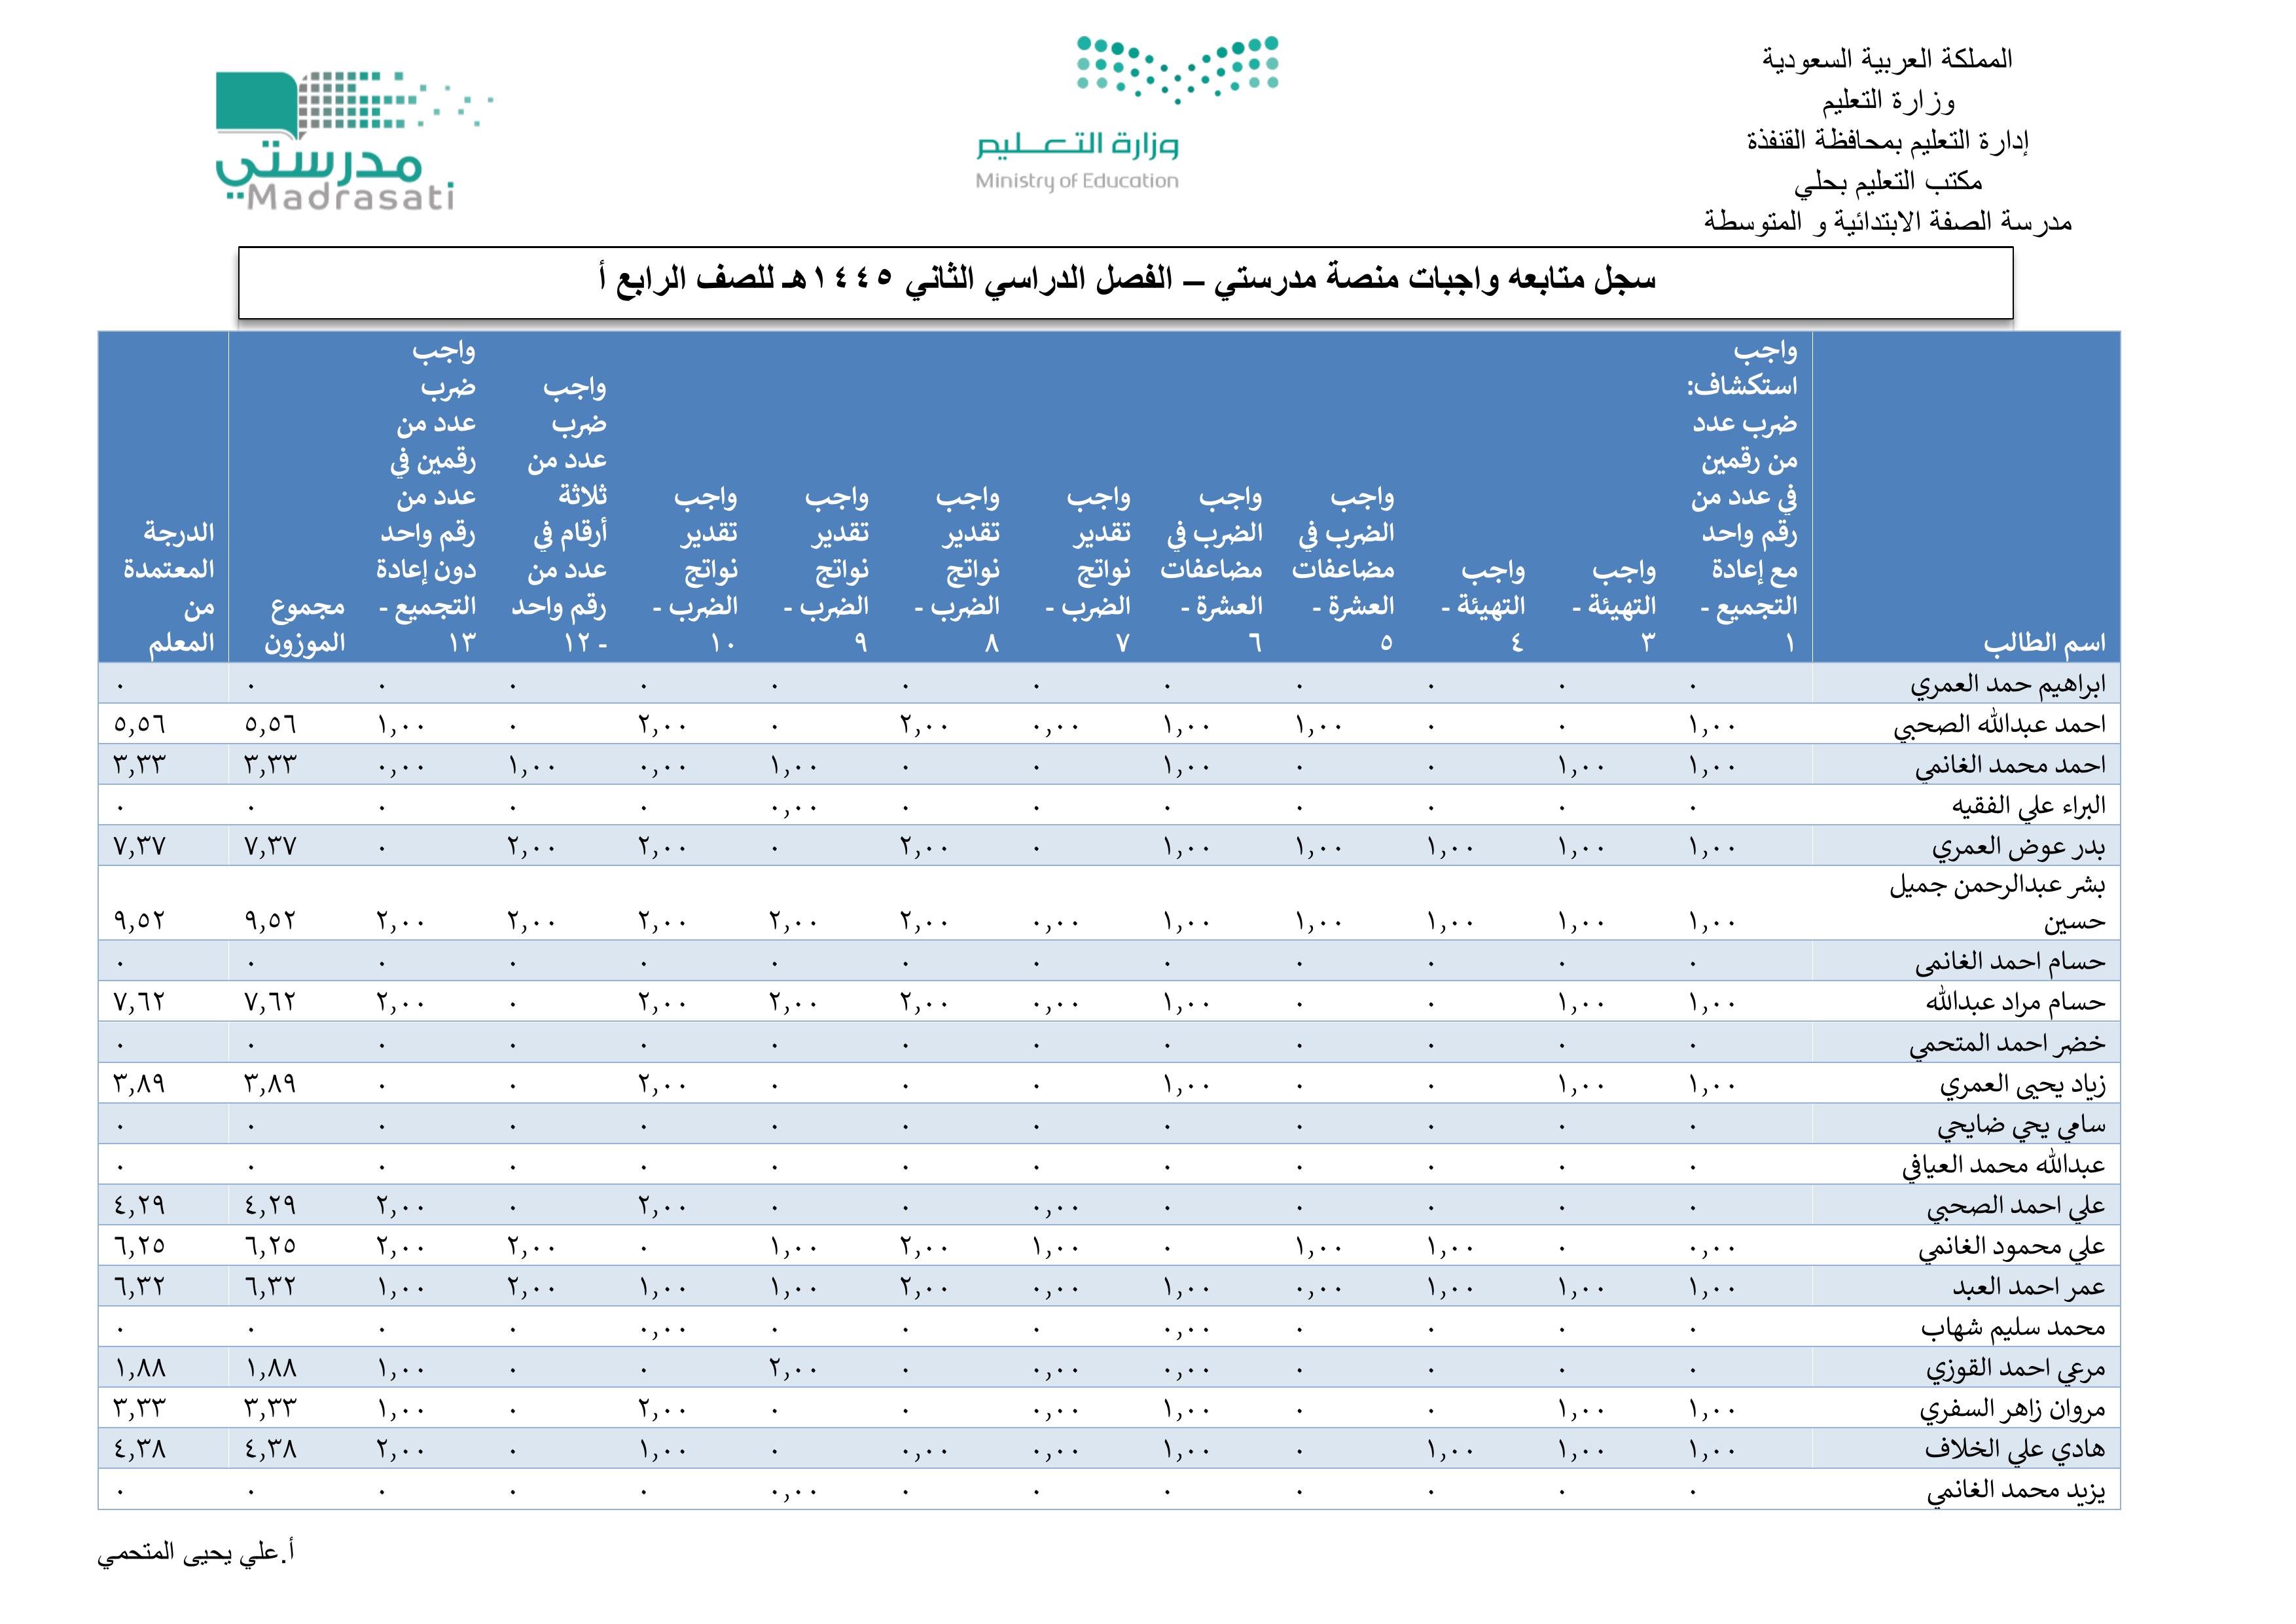 المملكة العربية السعودية
وزارة التعليم
إدارة التعليم بمحافظة القنفذة
مكتب التعليم بحلي
مدرسة الصفة الابتدائية و المتوسطة
وزارة التعـــليم
Ministry of Education
مدرستي
Madrasati
سجل متابعه واجبات منصة مدرستي – الفصل الدراسي الثاني ١٤٤٥هـ للصف الرابع أ
اسم الطالب | واجب استكشاف: ضرب عدد من رقمين في عدد من رقم واحد مع إعادة التجميع - ١ | واجب التهيئة - ٣ | واجب التهيئة - ٤ | واجب الضرب في مضاعفات العشرة - ٥ | واجب الضرب في مضاعفات العشرة - ٦ | واجب تقدير نواتج الضرب - ٧ | واجب تقدير نواتج الضرب - ٨ | واجب تقدير نواتج الضرب - ٩ | واجب تقدير نواتج الضرب - ١٠ | واجب ضرب عدد من ثلاثة أرقام في عدد من رقم واحد - ١٢ | واجب ضرب عدد من رقمين في عدد من رقم واحد دون إعادة التجميع - ١٣ | مجموع الموزون | الدرجة المعتمدة من المعلم
ابراهيم حمد العمري ٠ ٠ ٠ ٠ ٠ ٠ ٠ ٠ ٠ ٠ ٠ ٠ ٠
احمد عبدالله الصحبي ١,٠٠ ٠ ٠ ١,٠٠ ١,٠٠ ٠,٠٠ ٢,٠٠ ٠ ٢,٠٠ ٠ ١,٠٠ ٥,٥٦ ٥,٥٦
احمد محمد الغانمي ١,٠٠ ١,٠٠ ٠ ٠ ١,٠٠ ٠ ٠ ١,٠٠ ٠,٠٠ ١,٠٠ ٠,٠٠ ٣,٣٣ ٣,٣٣
البراء علي الفقيه ٠ ٠ ٠ ٠ ٠ ٠ ٠ ٠,٠٠ ٠ ٠ ٠ ٠ ٠
بدر عوض العمري ١,٠٠ ١,٠٠ ١,٠٠ ١,٠٠ ١,٠٠ ٠ ٢,٠٠ ٠ ٢,٠٠ ٢,٠٠ ٠ ٧,٣٧ ٧,٣٧
بشر عبدالرحمن جميل
حسين ١,٠٠ ١,٠٠ ١,٠٠ ١,٠٠ ١,٠٠ ٠,٠٠ ٢,٠٠ ٢,٠٠ ٢,٠٠ ٢,٠٠ ٢,٠٠ ٩,٥٢ ٩,٥٢
حسام احمد الغانمى ٠ ٠ ٠ ٠ ٠ ٠ ٠ ٠ ٠ ٠ ٠ ٠ ٠
حسام مراد عبدالله ١,٠٠ ١,٠٠ ٠ ٠ ١,٠٠ ٠,٠٠ ٢,٠٠ ٢,٠٠ ٢,٠٠ ٠ ٢,٠٠ ٧,٦٢ ٧,٦٢
خضر احمد المتحمي ٠ ٠ ٠ ٠ ٠ ٠ ٠ ٠ ٠ ٠ ٠ ٠ ٠
زياد يحيى العمري ١,٠٠ ١,٠٠ ٠ ٠ ١,٠٠ ٠ ٠ ٠ ٢,٠٠ ٠ ٠ ٣,٨٩ ٣,٨٩
سامي يحي ضايحي ٠ ٠ ٠ ٠ ٠ ٠ ٠ ٠ ٠ ٠ ٠ ٠ ٠
عبدالله محمد العيافي ٠ ٠ ٠ ٠ ٠ ٠ ٠ ٠ ٠ ٠ ٠ ٠ ٠
علي احمد الصحبي ٠ ٠ ٠ ٠ ٠ ٠,٠٠ ٠ ٠ ٢,٠٠ ٠ ٢,٠٠ ٤,٢٩ ٤,٢٩
علي محمود الغانمي ٠,٠٠ ٠ ١,٠٠ ١,٠٠ ٠ ١,٠٠ ٢,٠٠ ١,٠٠ ٠ ٢,٠٠ ٢,٠٠ ٦,٢٥ ٦,٢٥
عمر احمد العبد ١,٠٠ ١,٠٠ ١,٠٠ ٠,٠٠ ١,٠٠ ٠,٠٠ ٢,٠٠ ١,٠٠ ١,٠٠ ٢,٠٠ ١,٠٠ ٦,٣٢ ٦,٣٢
محمد سليم شهاب ٠ ٠ ٠ ٠ ٠,٠٠ ٠ ٠ ٠ ٠,٠٠ ٠ ٠ ٠ ٠
مرعي احمد القوزي ٠ ٠ ٠ ٠ ٠,٠٠ ٠,٠٠ ٠ ٢,٠٠ ٠ ٠ ١,٠٠ ١,٨٨ ١,٨٨
مروان زاهر السفري ١,٠٠ ١,٠٠ ٠ ٠ ١,٠٠ ٠,٠٠ ٠ ٠ ٢,٠٠ ٠ ١,٠٠ ٣,٣٣ ٣,٣٣
هادي علي الخلاف ١,٠٠ ١,٠٠ ١,٠٠ ٠ ١,٠٠ ٠,٠٠ ٠,٠٠ ٠ ١,٠٠ ٠ ٢,٠٠ ٤,٣٨ ٤,٣٨
يزيد محمد الغانمي ٠ ٠ ٠ ٠ ٠ ٠ ٠ ٠,٠٠ ٠ ٠ ٠ ٠ ٠
أ.علي يحيى المتحمي